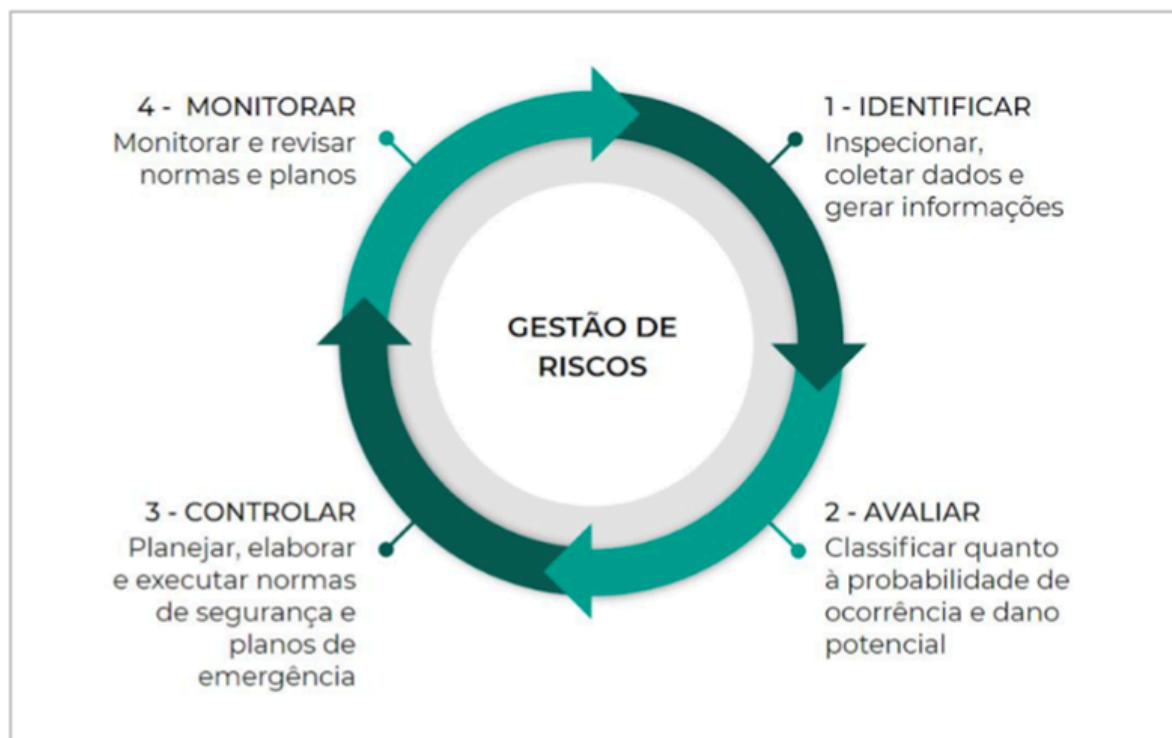 GESTÃO DE
RISCOS
1 - IDENTIFICAR
Inspecionar,
coletar dados e
gerar informações
2 - AVALIAR
Classificar quanto
à probabilidade de
ocorrência e dano
potencial
3 - CONTROLAR
Planejar, elaborar
e executar normas
de segurança e
planos de
emergência
4 - MONITORAR
Monitorar e revisar
normas e planos